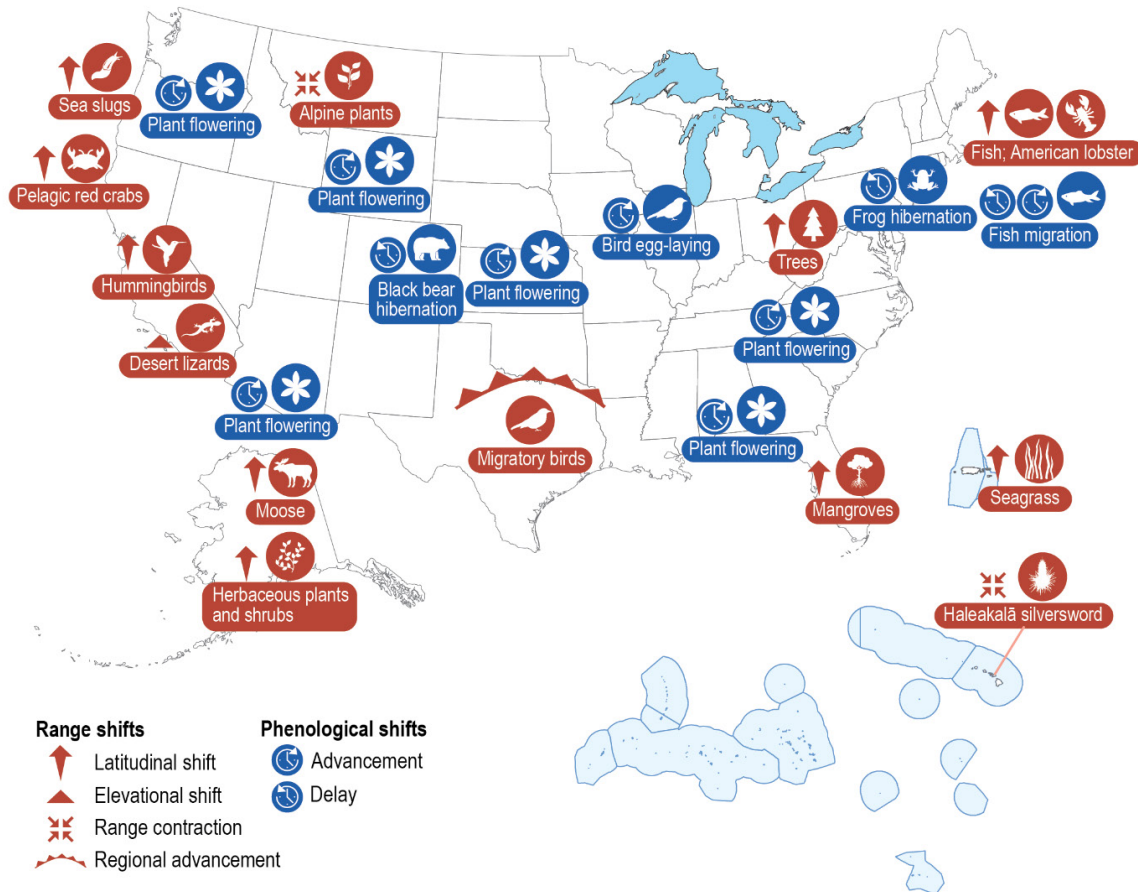 Sea slugs
Plant flowering
Alpine plants
Fish; American lobster
Pelagic red crabs
Plant flowering
Frog hibernation
Fish migration
Bird egg-laying
Trees
Hummingbirds
Black bear
hibernation
Plant flowering
Desert lizards
Plant flowering
Plant flowering
Migratory birds
Plant flowering
Moose
Mangroves
Seagrass
Herbaceous plants
and shrubs
Haleakalā silversword
Range shifts
Latitudinal shift
Elevational shift
Range contraction
Regional advancement
Phenological shifts
Advancement
Delay